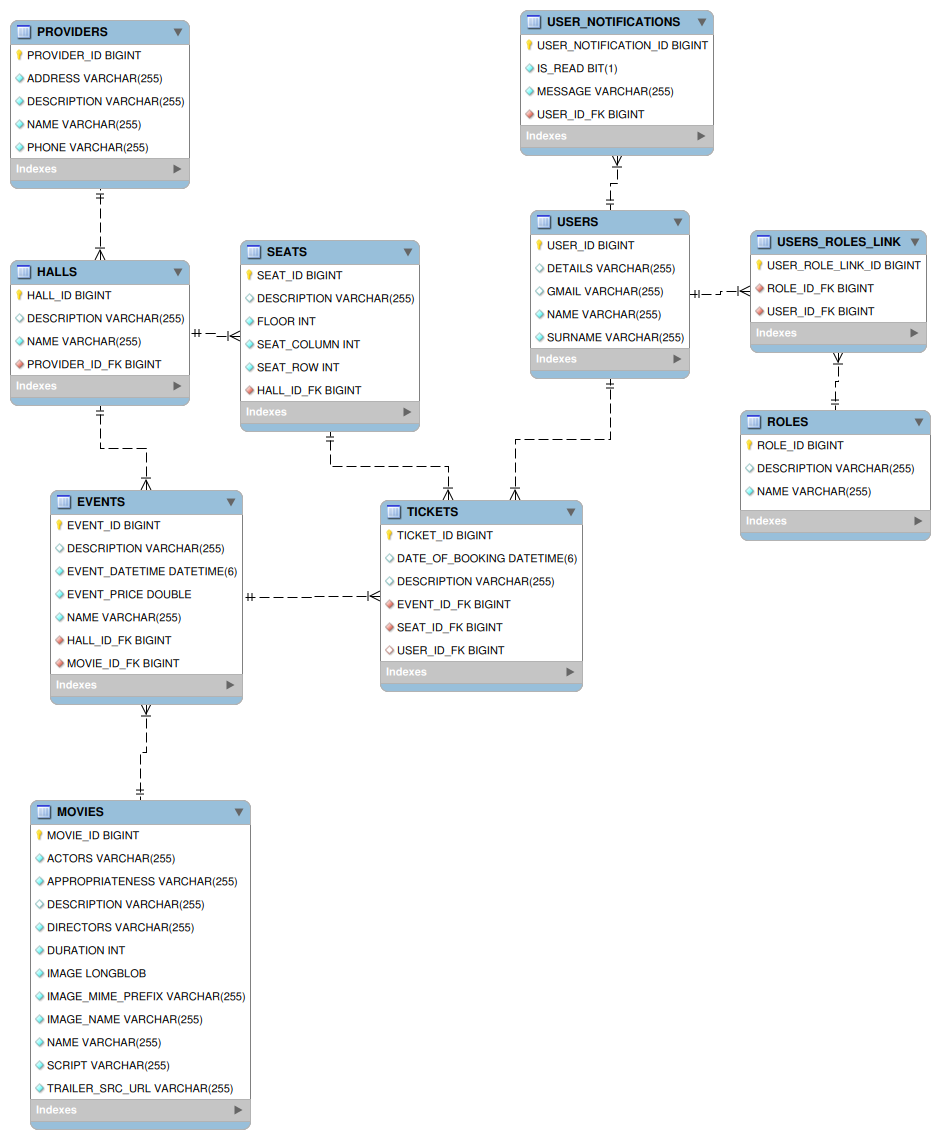 PROVIDERS
PROVIDER_ID BIGINT
ADDRESS VARCHAR(255)
DESCRIPTION VARCHAR(255)
NAME VARCHAR(255)
PHONE VARCHAR(255)
Indexes
USER_NOTIFICATIONS
USER_NOTIFICATION_ID BIGINT
IS_READ BIT(1)
MESSAGE VARCHAR(255)
USER_ID_FK BIGINT
Indexes
HALLS
HALL_ID BIGINT
DESCRIPTION VARCHAR(255)
NAME VARCHAR(255)
PROVIDER_ID_FK BIGINT
Indexes
SEATS
SEAT_ID BIGINT
DESCRIPTION VARCHAR(255)
FLOOR INT
SEAT_COLUMN INT
SEAT_ROW INT
HALL_ID_FK BIGINT
Indexes
USERS
USER_ID BIGINT
DETAILS VARCHAR(255)
GMAIL VARCHAR(255)
NAME VARCHAR(255)
SURNAME VARCHAR(255)
Indexes
USERS_ROLES_LINK
USER_ROLE_LINK_ID BIGINT
ROLE_ID_FK BIGINT
USER_ID_FK BIGINT
Indexes
ROLES
ROLE_ID BIGINT
DESCRIPTION VARCHAR(255)
NAME VARCHAR(255)
Indexes
EVENTS
EVENT_ID BIGINT
DESCRIPTION VARCHAR(255)
EVENT_DATETIME DATETIME(6)
EVENT_PRICE DOUBLE
NAME VARCHAR(255)
HALL_ID_FK BIGINT
MOVIE_ID_FK BIGINT
Indexes
TICKETS
TICKET_ID BIGINT
DATE_OF_BOOKING DATETIME(6)
DESCRIPTION VARCHAR(255)
EVENT_ID_FK BIGINT
SEAT_ID_FK BIGINT
USER_ID_FK BIGINT
Indexes
MOVIES
MOVIE_ID BIGINT
ACTORS VARCHAR(255)
APPROPRIATENESS VARCHAR(255)
DESCRIPTION VARCHAR(255)
DIRECTORS VARCHAR(255)
DURATION INT
IMAGE LONGBLOB
IMAGE_MIME_PREFIX VARCHAR(255)
IMAGE_NAME VARCHAR(255)
NAME VARCHAR(255)
SCRIPT VARCHAR(255)
TRAILER_SRC_URL VARCHAR(255)
Indexes